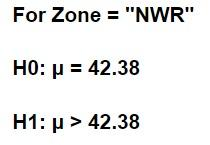 For Zone = "NWR"
H0: µ = 42.38
H1: µ > 42.38